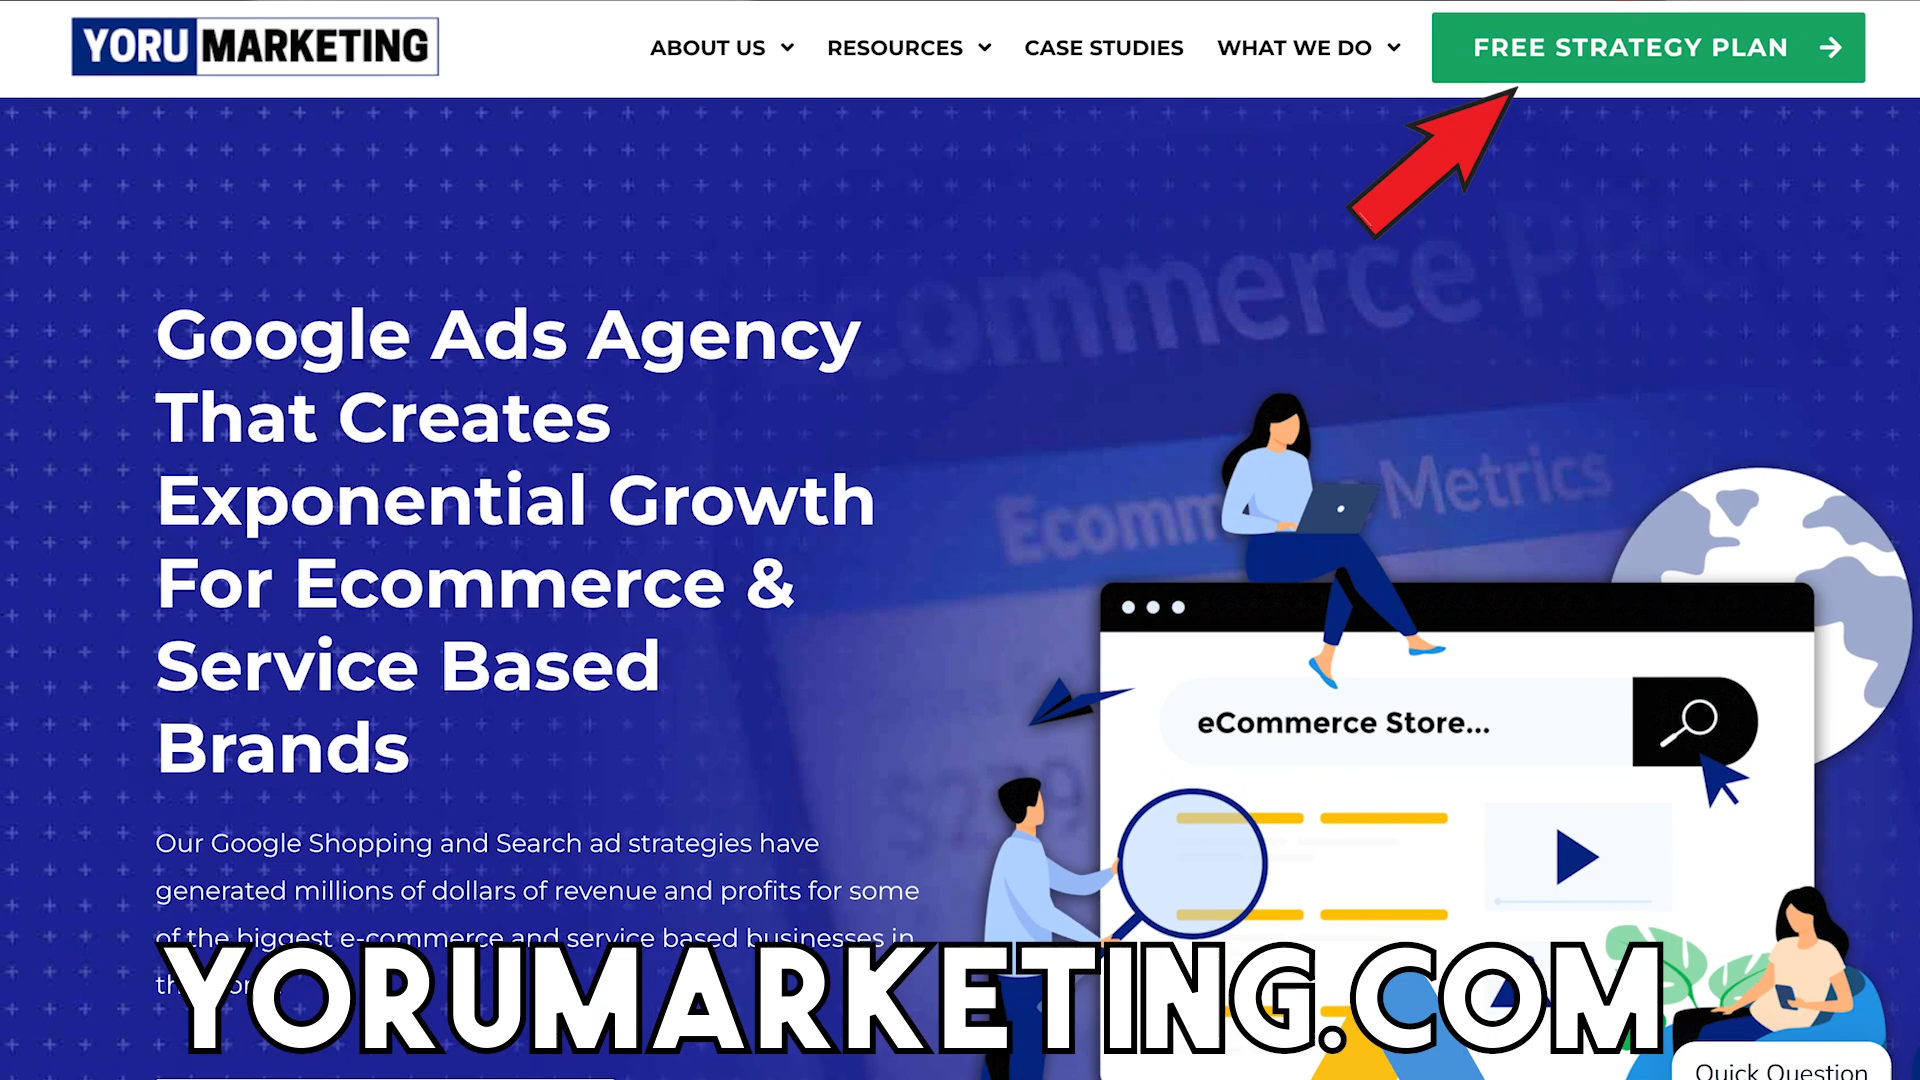 YORU MARKETING
ABOUT US
RESOURCES
CASE STUDIES
WHAT WE DO
FREE STRATEGY PLAN
Google Ads Agency
That Creates
Exponential Growth
For Ecommerce &
Service Based
Brands
Ecommerce PP
Metrics
eCommerce Store...
Our Google Shopping and Search ad strategies have
generated millions of dollars of revenue and profits for some
of the biggest e-commerce and service based businesses in
YORUMARKETING.COM
Quick Question